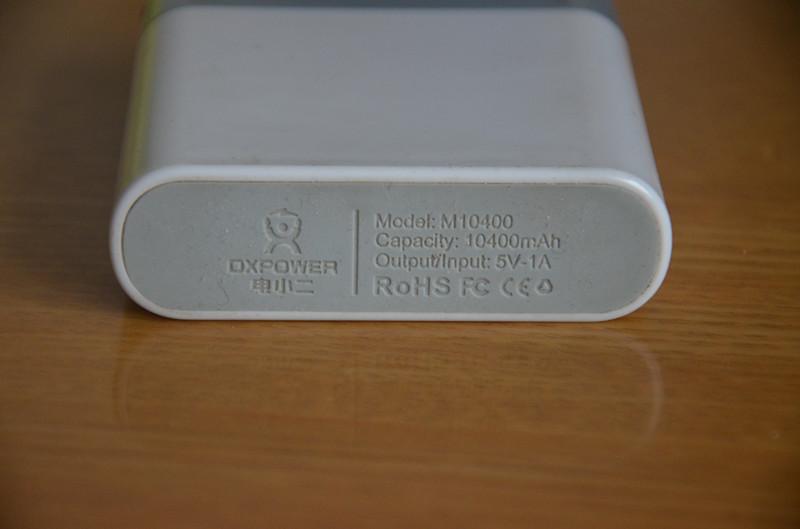 DXPOWER
电小二
Model: M10400
Capacity: 10400mAh
Output/Input: 5V-1A
RoHS FC CE